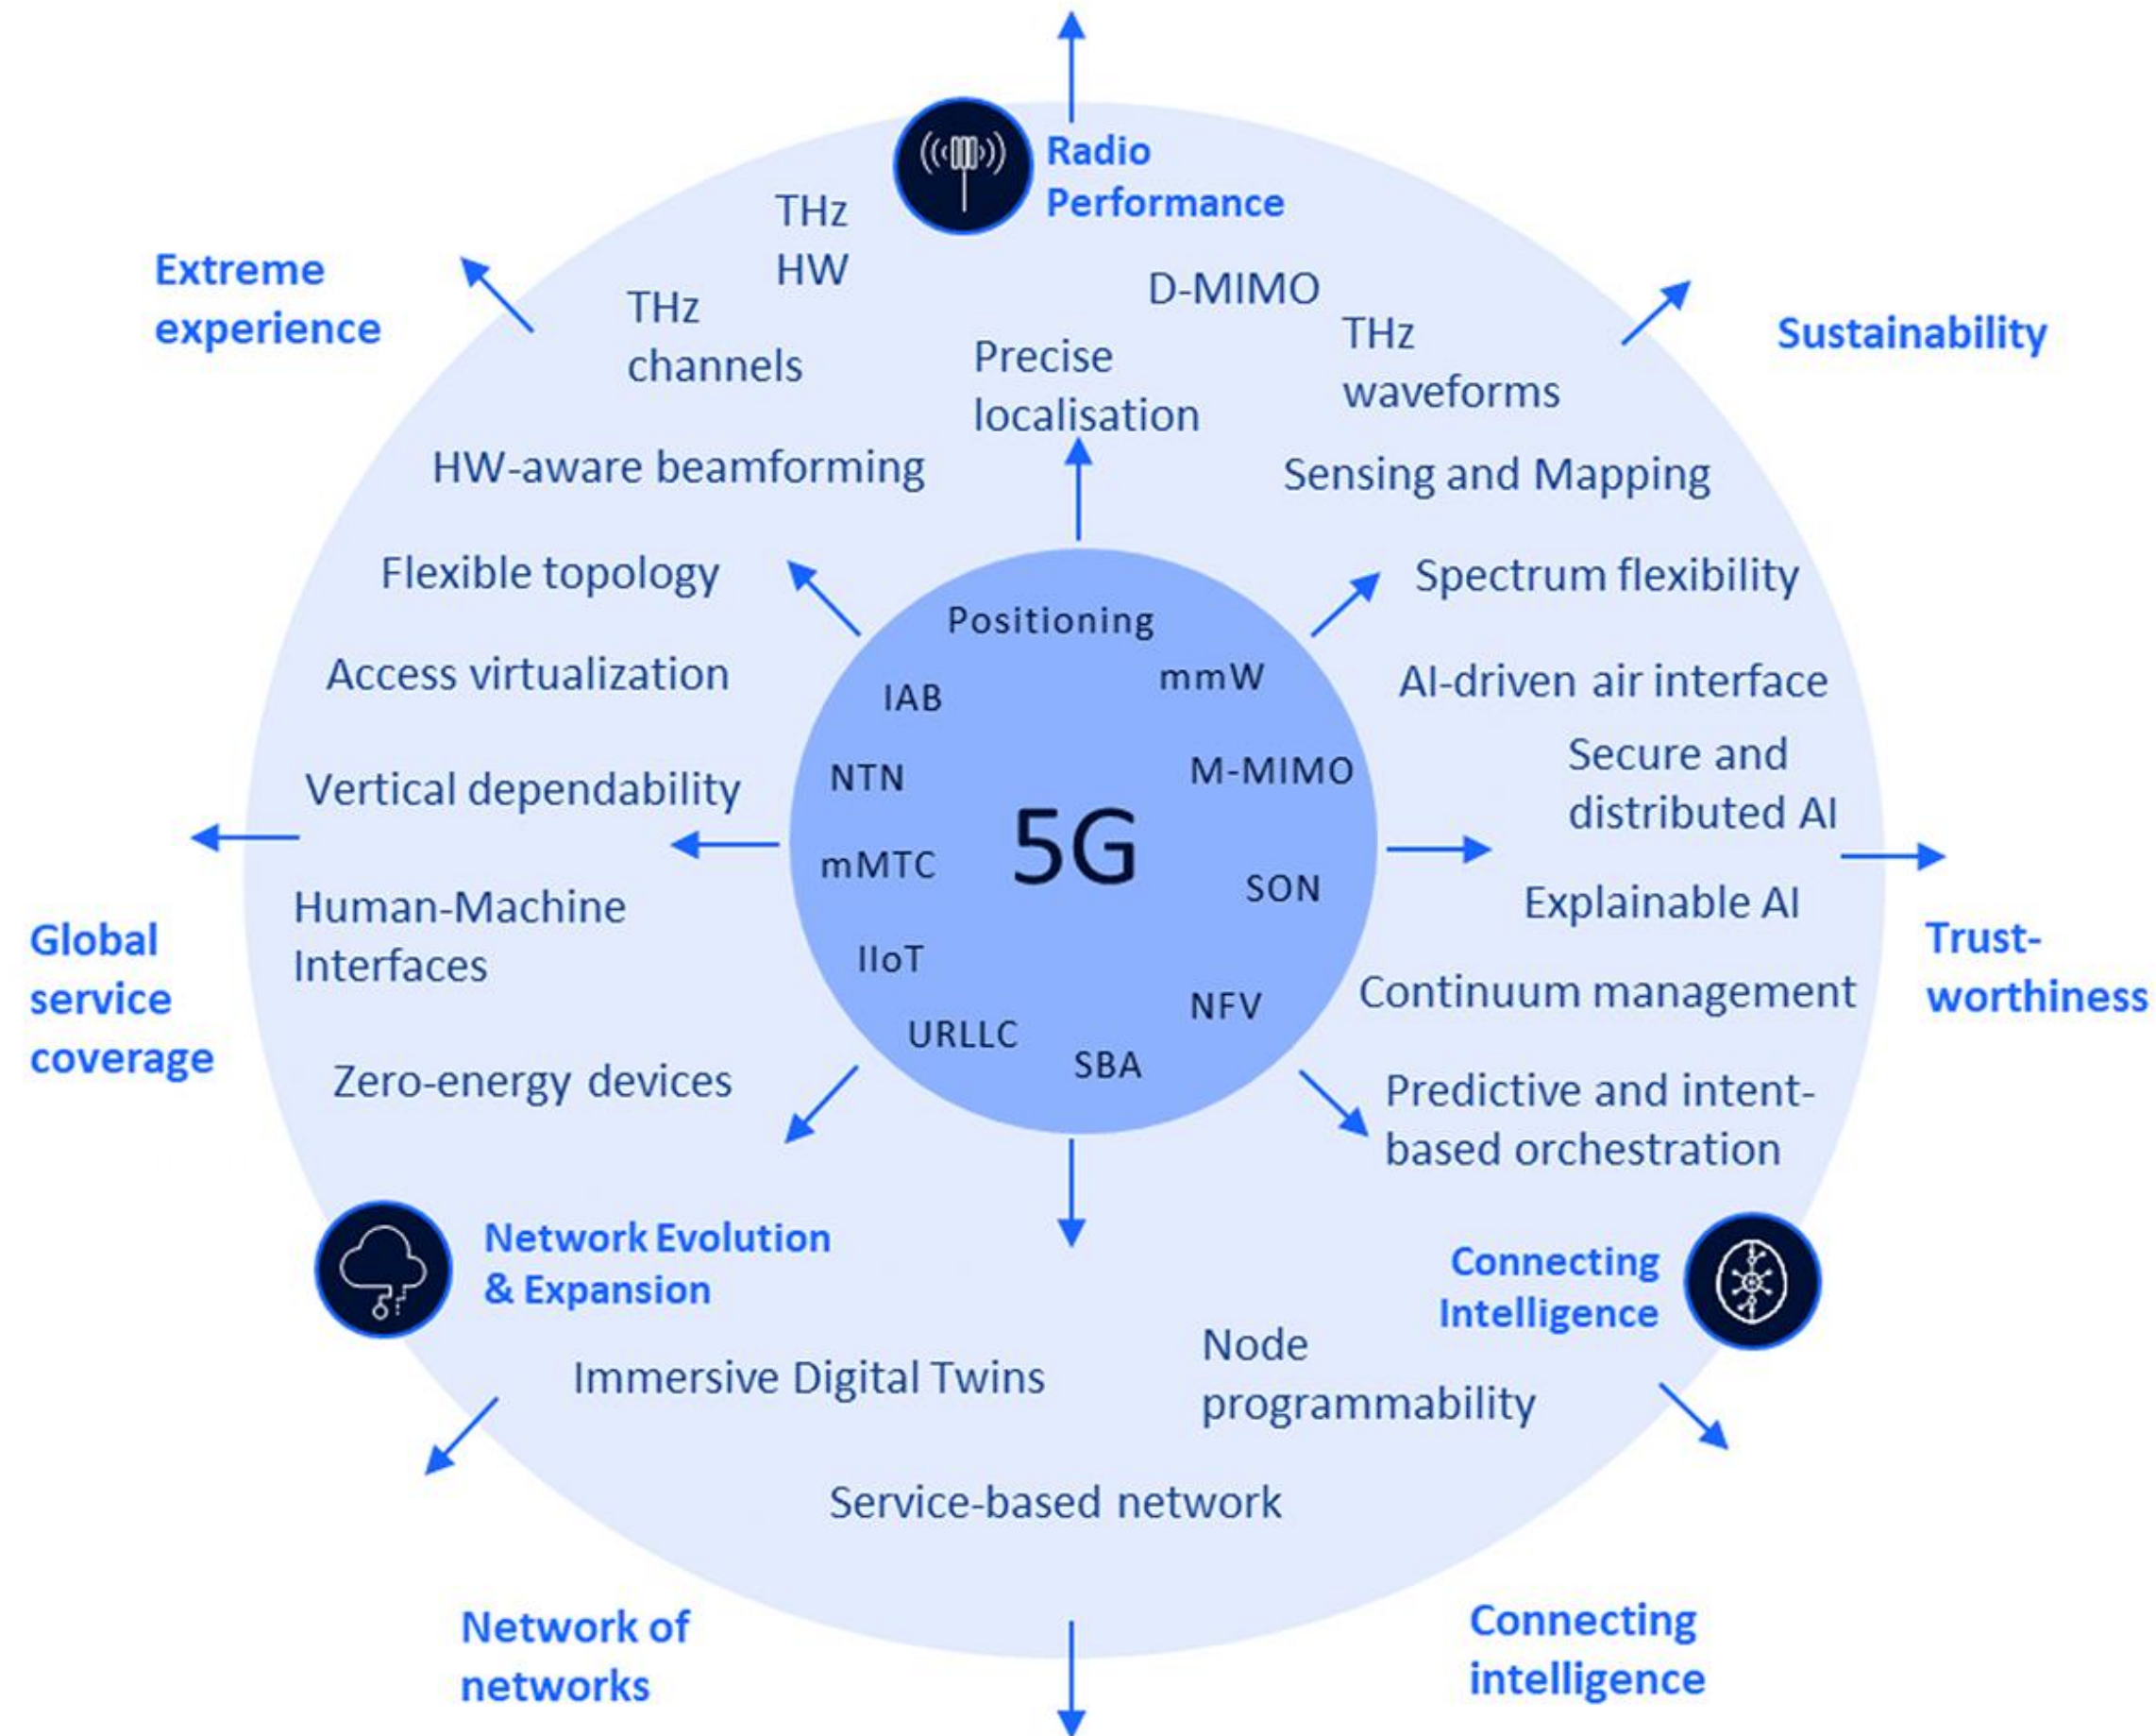 Radio
Performance
THz
HW
Extreme
experience
D-MIMO
THz
channels
THz
waveforms
Sustainability
Precise
localisation
HW-aware beamforming
Sensing and Mapping
Flexible topology
Spectrum flexibility
Positioning
Access virtualization
IAB
mmW
AI-driven air interface
Secure and
distributed AI
Vertical dependability
NTN
M-MIMO
5G
mMTC
SON
Human-Machine
Interfaces
Explainable AI
Global
service
coverage
Trust-
worthiness
IIoT
NFV
Continuum management
URLLC
SBA
Zero-energy devices
Predictive and intent-
based orchestration
Network Evolution
& Expansion
Connecting
Intelligence
Immersive Digital Twins
Node
programmability
Service-based network
Network of
networks
Connecting
intelligence